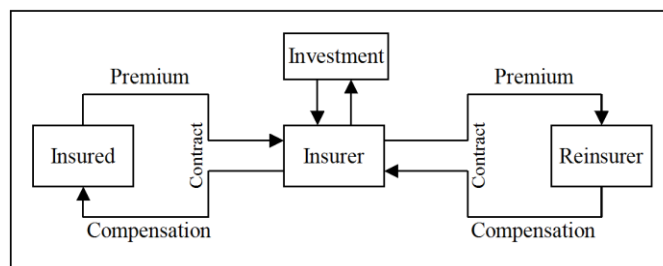 Investment
Premium
Premium
Insured
Contract
Insurer
Contract
Reinsurer
Compensation
Compensation